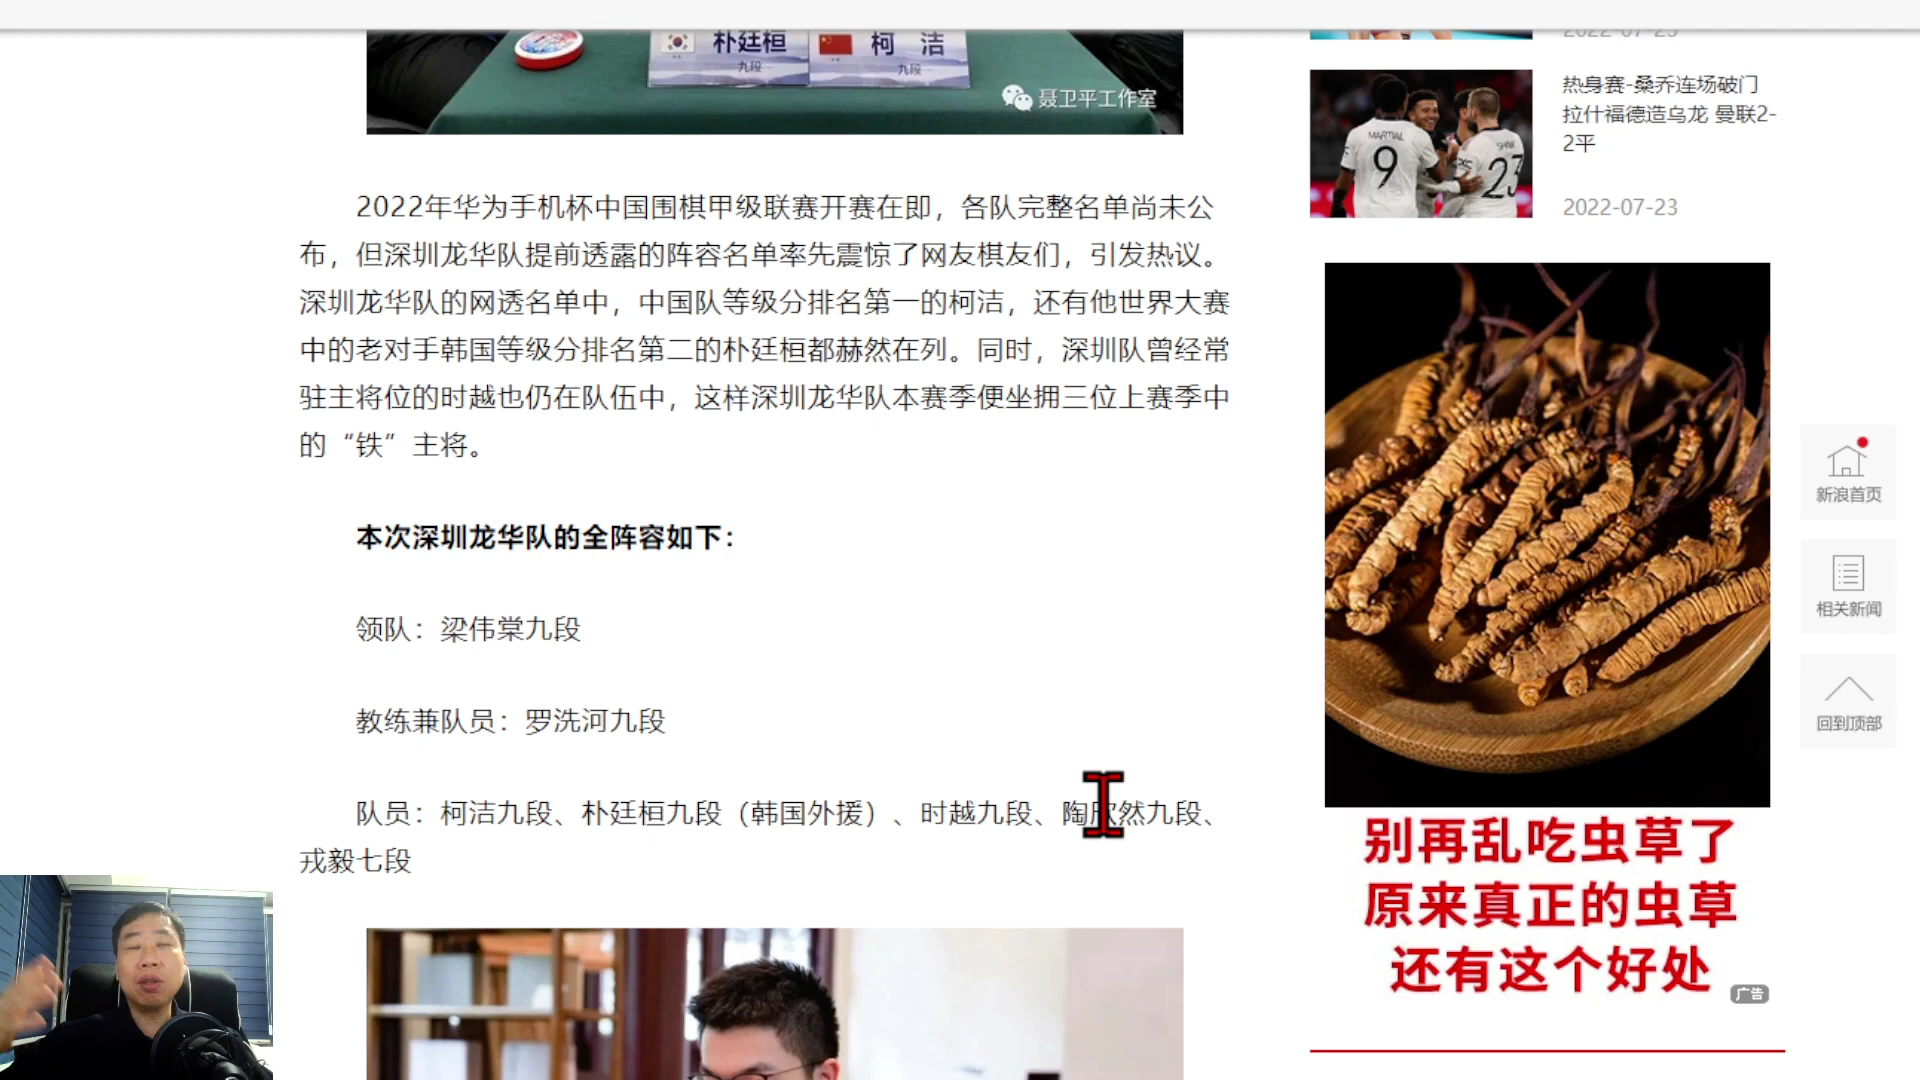 朴廷桓
九段
柯 洁
九段
聂卫平工作室
2022年华为手机杯中国围棋甲级联赛开赛在即，各队完整名单尚未公
布，但深圳龙华队提前透露的阵容名单率先震惊了网友棋友们，引发热议。
深圳龙华队的网透名单中，中国队等级分排名第一的柯洁，还有他世界大赛
中的老对手韩国等级分排名第二的朴廷桓都赫然在列。同时，深圳队曾经常
驻主将位的时越也仍在队伍中，这样深圳龙华队本赛季便坐拥三位上赛季中
的“铁”主将。
本次深圳龙华队的全阵容如下：
领队：梁伟棠九段
教练兼队员：罗洗河九段
队员：柯洁九段、朴廷桓九段（韩国外援）、时越九段、陶欣然九段、
戎毅七段
2022-07-23
MARTIAL
9
SHAW
23
热身赛-桑乔连场破门
拉什福德造乌龙 曼联2-
2平
2022-07-23
别再乱吃虫草了
原来真正的虫草
还有这个好处
广告
新浪首页
相关新闻
回到顶部